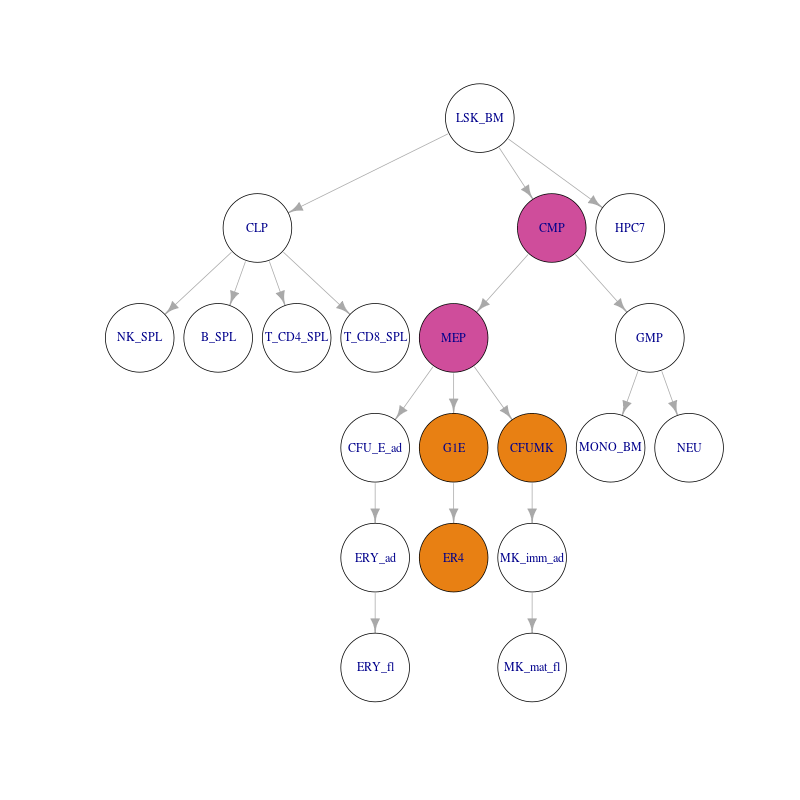 LSK_BM
CLP
CMP
HPC7
NK_SPL
B_SPL
T_CD4_SPL
T_CD8_SPL
MEP
GMP
CFU_E_ad
G1E
CFUMK
MONO_BM
NEU
ERY_ad
ER4
MK_imm_ad
ERY_fl
MK_mat_fl